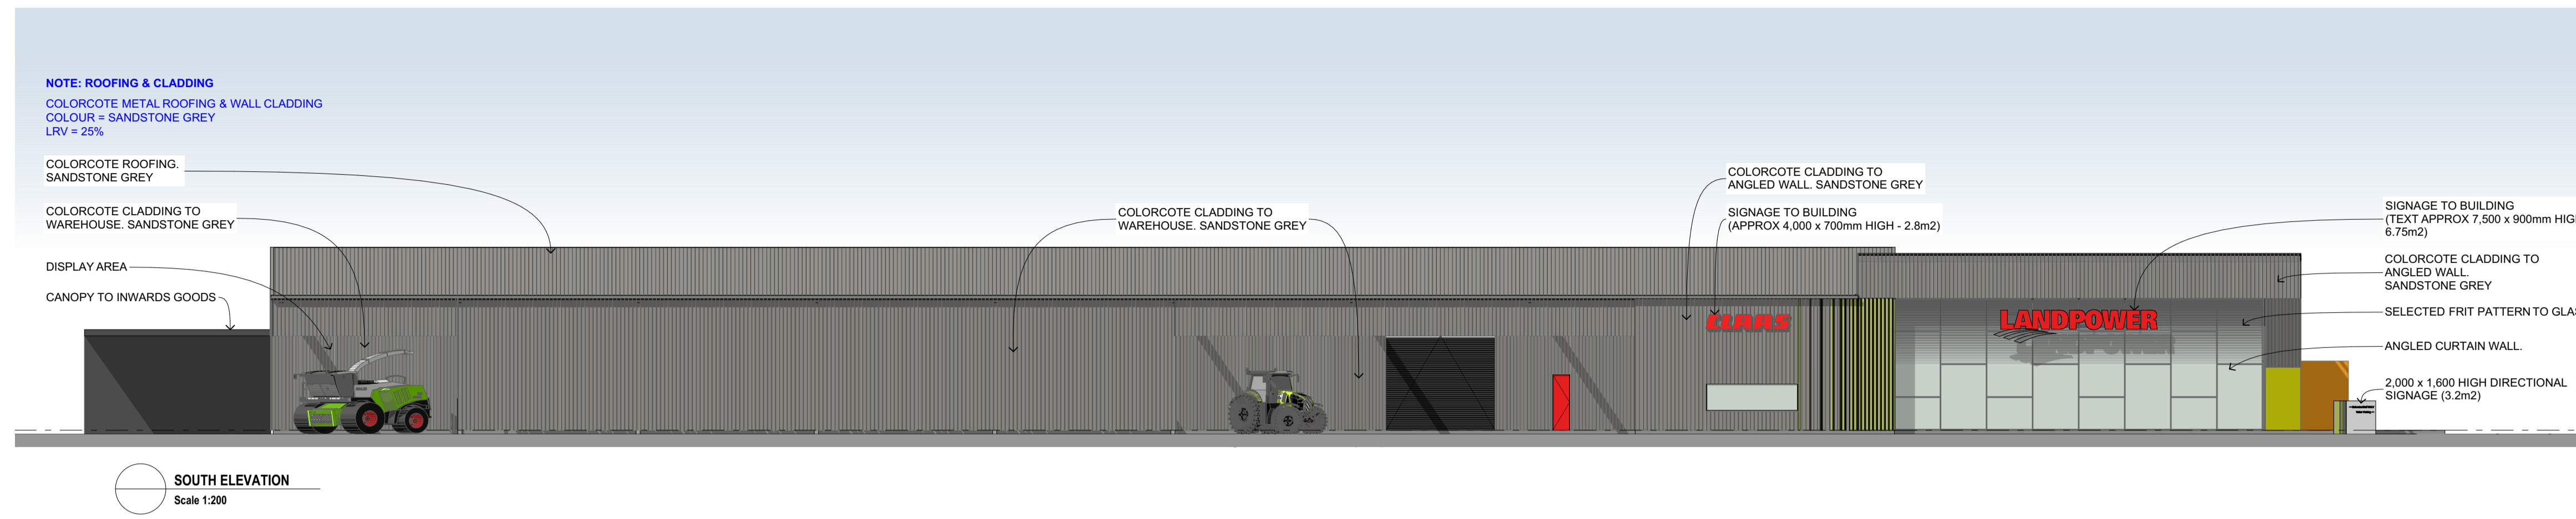 NOTE: ROOFING & CLADDING
COLORCOTE METAL ROOFING & WALL CLADDING
COLOUR = SANDSTONE GREY
LRV = 25%
COLORCOTE ROOFING.
SANDSTONE GREY
COLORCOTE CLADDING TO
WAREHOUSE. SANDSTONE GREY
DISPLAY AREA
CANOPY TO INWARDS GOODS
COLORCOTE CLADDING TO
WAREHOUSE. SANDSTONE GREY
COLORCOTE CLADDING TO
ANGLED WALL. SANDSTONE GREY
SIGNAGE TO BUILDING
(APPROX 4,000 x 700mm HIGH - 2.8m2)
CLAAS
LANDPOWER
SIGNAGE TO BUILDING
(TEXT APPROX 7,500 x 900mm HIG
6.75m2)
COLORCOTE CLADDING TO
ANGLED WALL.
SANDSTONE GREY
SELECTED FRIT PATTERN TO GLA
ANGLED CURTAIN WALL.
2,000 x 1,600 HIGH DIRECTIONAL
SIGNAGE (3.2m2)
SOUTH ELEVATION
Scale 1:200